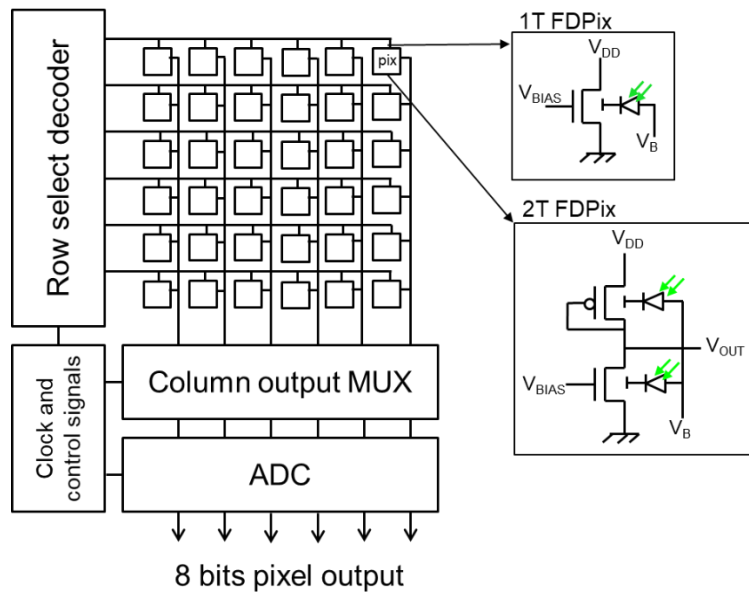 Row select decoder
pix
1T FDPix
V_DD
V_BIAS
V_B
2T FDPix
V_DD
V_OUT
V_BIAS
V_B
Clock and
control signals
Column output MUX
ADC
8 bits pixel output